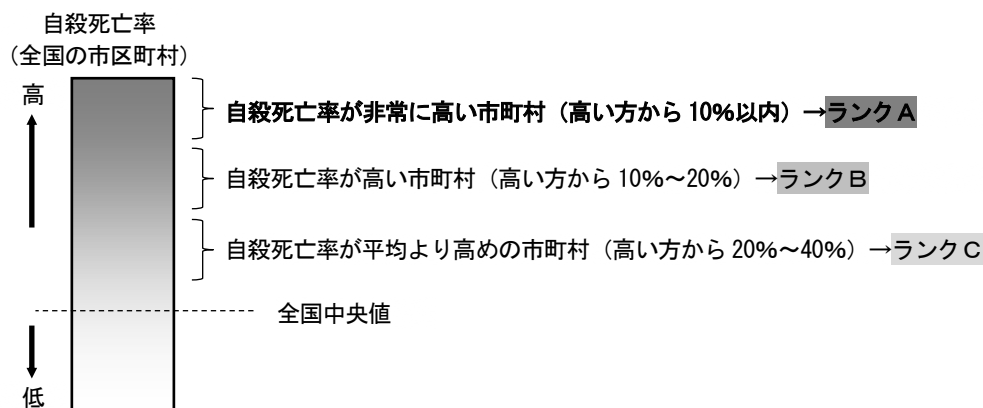 自殺死亡率
（全国の市区町村）
高
自殺死亡率が非常に高い市町村（高い方から 10%以内）→ランクＡ
自殺死亡率が高い市町村（高い方から 10%～20%）→ランクＢ
自殺死亡率が平均より高めの市町村（高い方から 20%～40%）→ランクＣ
全国中央値
低